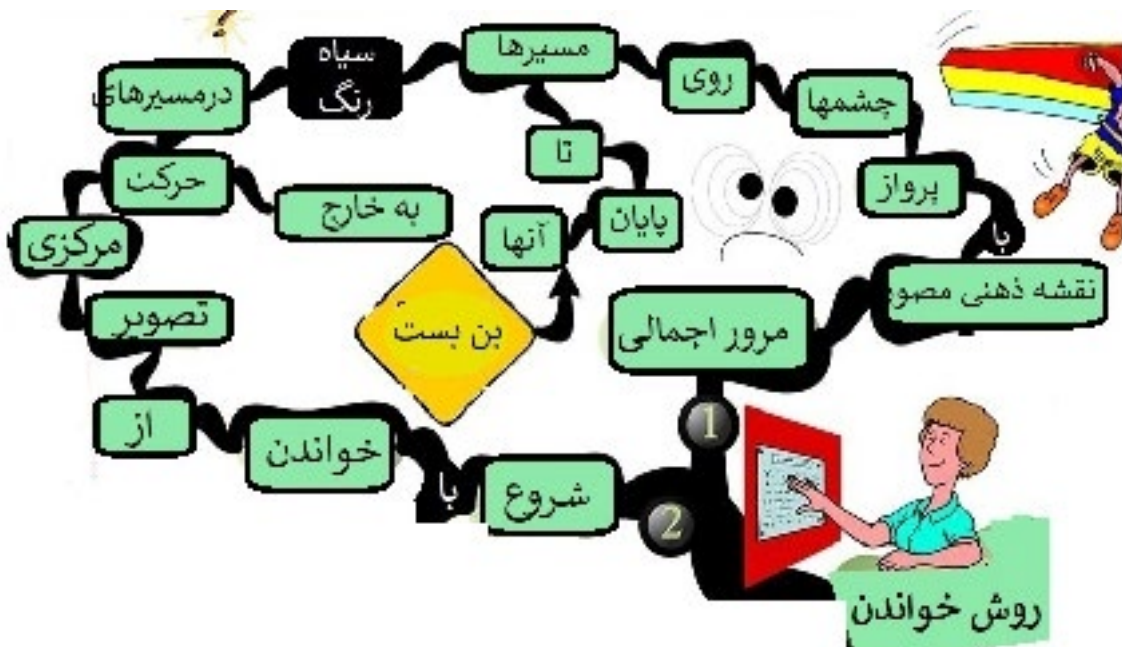 روش خواندن
1
مرور اجمالی
نقشه ذهنی مصور
با
پرواز
چشمها
روی
مسیرها
تا
پایان
آنها
بن بست
2
شروع
با
خواندن
از
تصویر
مرکزی
حرکت
به خارج
درمسیرهای
سیاه
رنگ